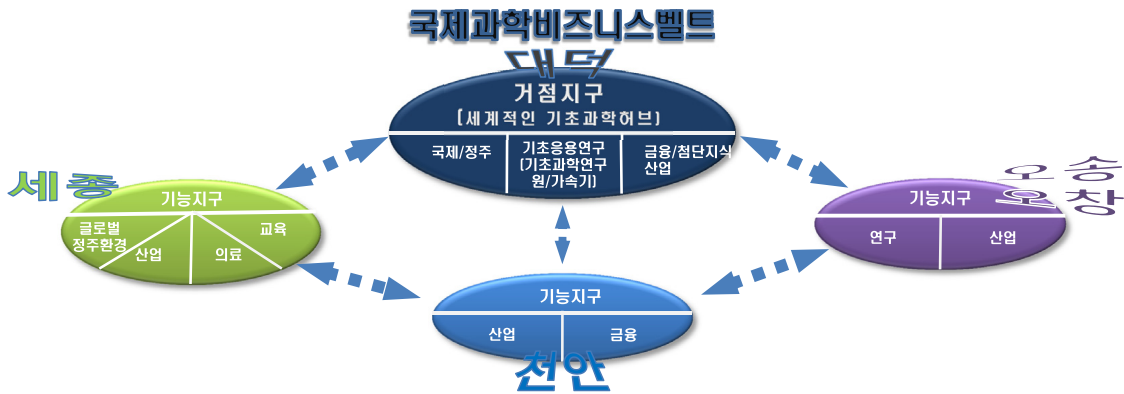 국제과학비즈니스벨트
대덕
거점지구
(세계적인 기초과학허브)
국제/정주
기초응용연구
(기초과학연구
원/가속기)
금융/첨단지식
산업
세종
기능지구
글로벌
정주환경
산업
의료
교육
오송
오창
기능지구
연구
산업
기능지구
산업
금융
천안